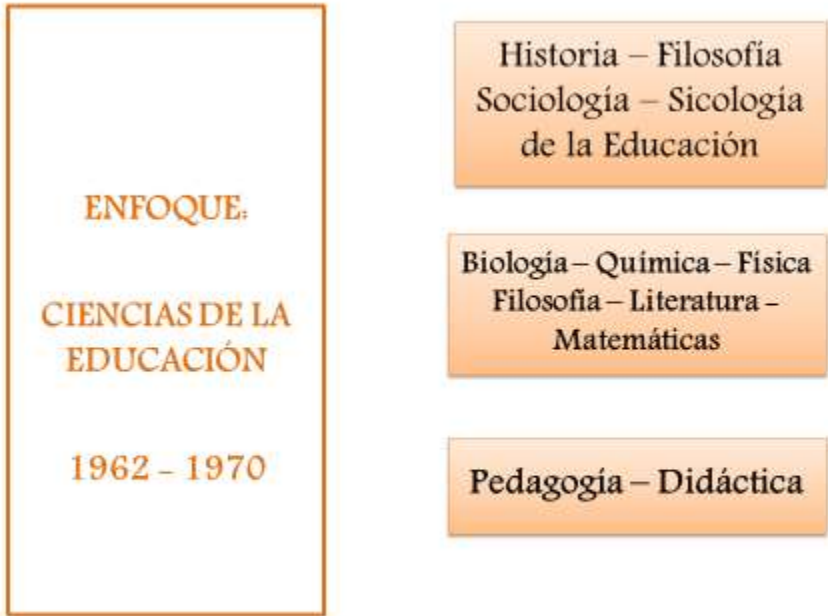 ENFOQUE:
CIENCIAS DE LA
EDUCACIÓN
1962 – 1970
Historia – Filosofía
Sociología – Sicología
de la Educación
Biología – Química – Física
Filosofía – Literatura –
Matemáticas
Pedagogía – Didáctica